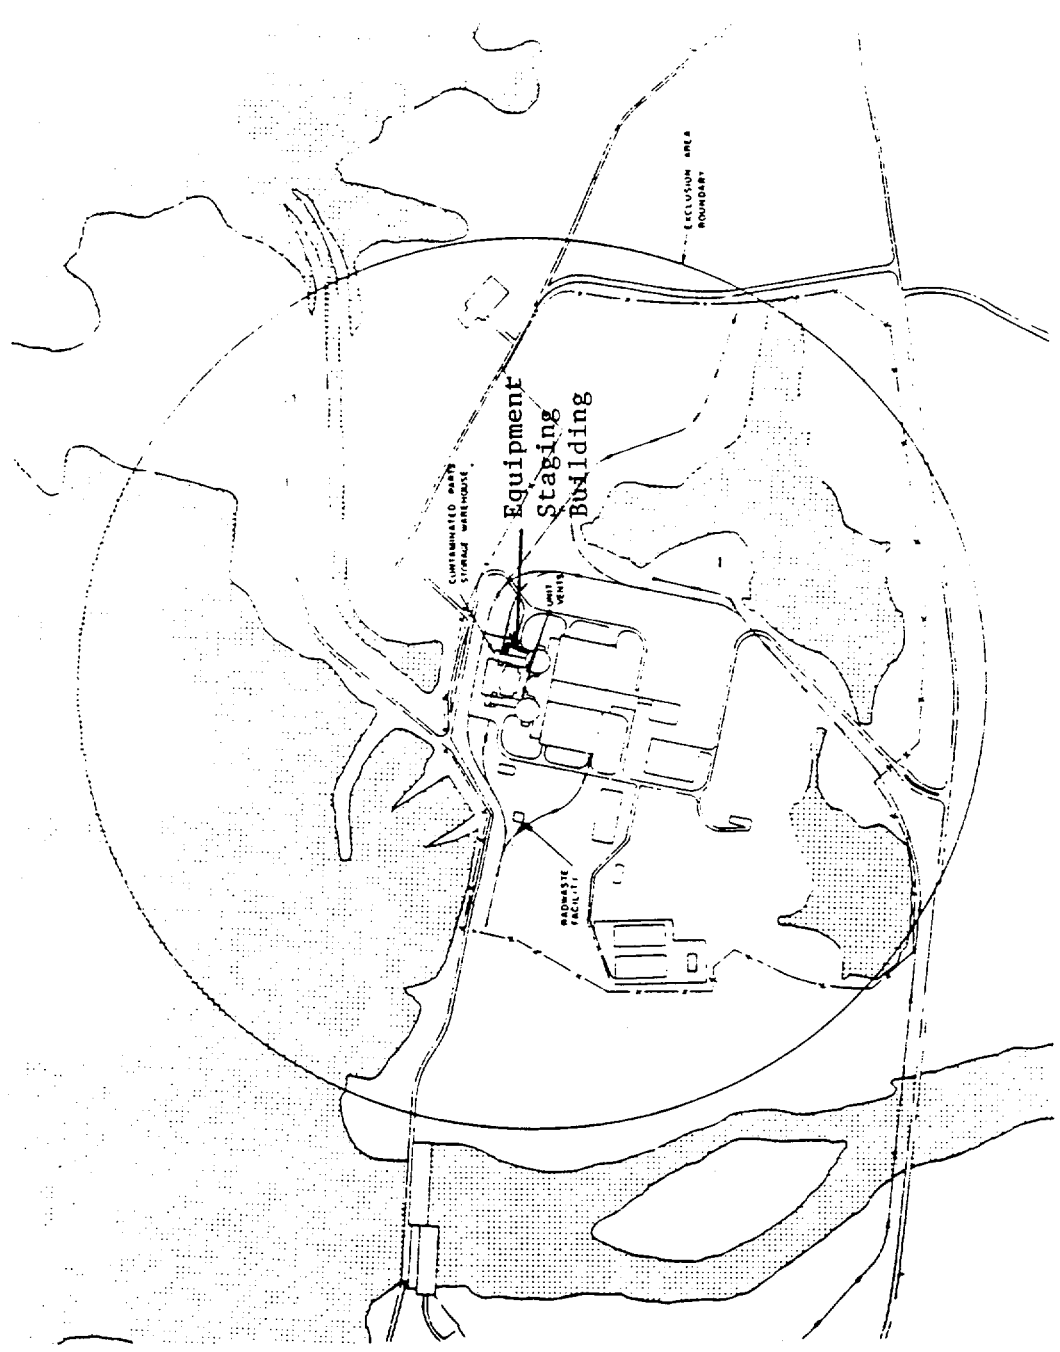 EXCLUSION AREA
BOUNDARY
CONTAMINATED PARTS
STORAGE WAREHOUSE
Equipment
Staging
Building
UNIT
VENTS
RADWASTE
FACILITY